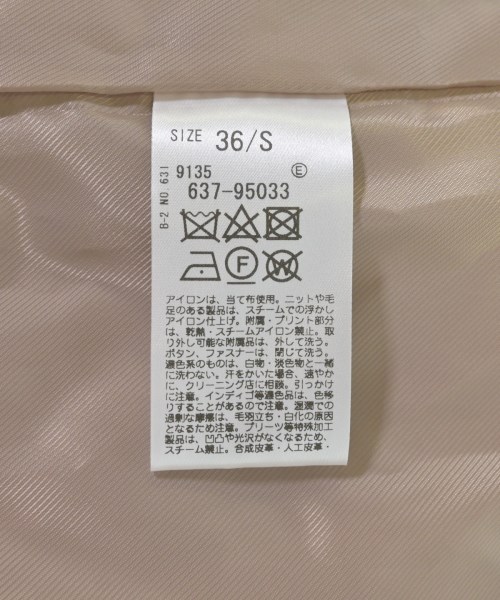 SIZE 36/S
9135 E
637-95033
B-2 NO. 631
F
W
アイロンは、当て布使用。ニットや毛
足のある製品は、スチームでの浮かし
アイロン仕上げ。附属・プリント部分
は、乾熱・スチームアイロン禁止。取
り外し可能な附属品は、外して洗う。
ボタン、ファスナーは、閉じて洗う。
濃色系のものは、白物・淡色物と一緒
に洗わない。汗をかいた場合、速やか
に、クリーニング店に相談。引っかけ
に注意。インディゴ等濃色品は、色移
りすることがあるので注意。湿潤での
過剰な摩擦は、毛羽立ち・白化の原因
となるため注意。プリーツ等特殊加工
製品は、凹凸や光沢がなくなるため、
スチーム禁止。合成皮革・人工皮革・